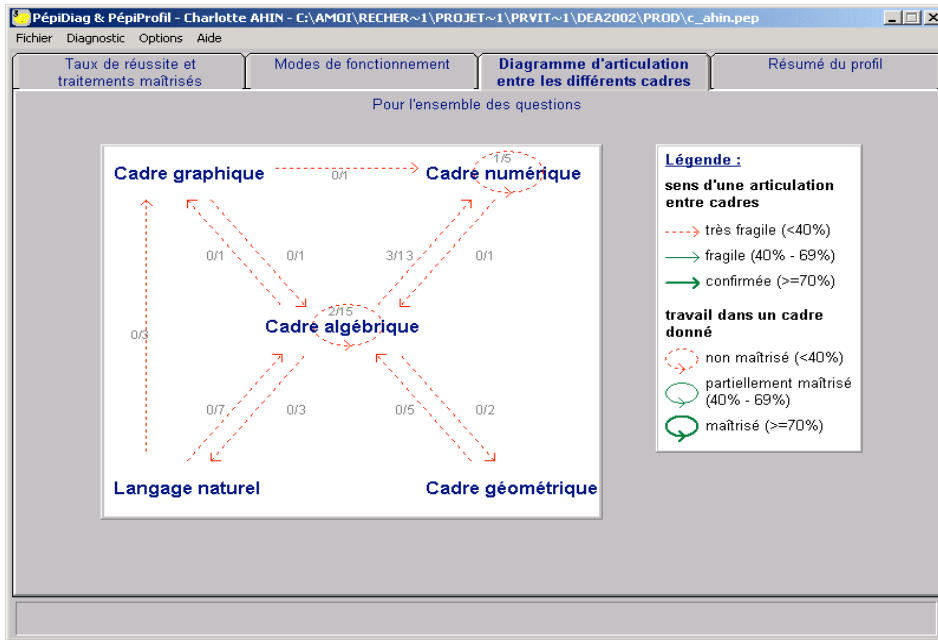 PépiDiag & PépiProfil - Charlotte AHIN - C:\AMOI\RECHER~1\PROJET~1\PRVIT~1\DEA2002\PROD\c_ahin.pep
Fichier Diagnostic Options Aide
Taux de réussite et
traitements maîtrisés
Modes de fonctionnement
Diagramme d'articulation
entre les différents cadres
Résumé du profil
Pour l'ensemble des questions
1/5
Cadre graphique
0/1
Cadre numérique
0/1
0/1
3/13
0/1
2/15
Cadre algébrique
0/3
0/7
0/3
0/5
0/2
Langage naturel
Cadre géométrique
Légende :
sens d'une articulation
entre cadres
très fragile (<40%)
fragile (40% - 69%)
confirmée (>=70%)
travail dans un cadre
donné
non maîtrisé (<40%)
partiellement maîtrisé
(40% - 69%)
maîtrisé (>=70%)